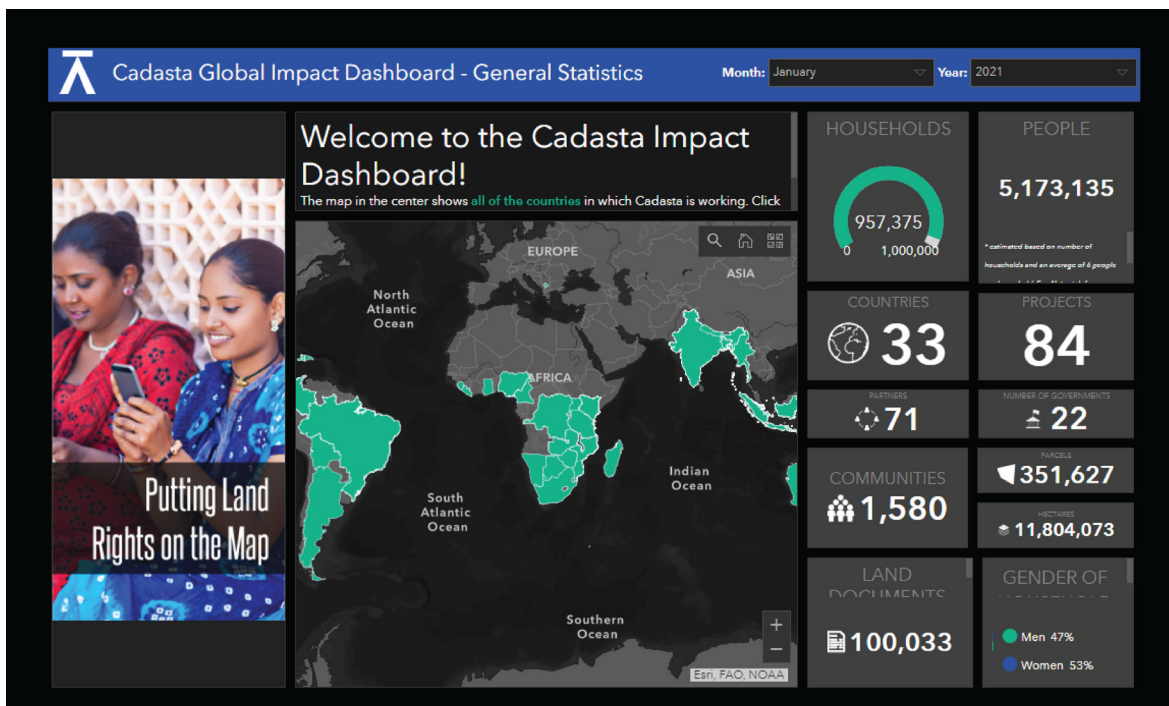 Cadasta Global Impact Dashboard - General Statistics
Month: January
Year: 2021
Putting Land
Rights on the Map
Welcome to the Cadasta Impact
Dashboard!
The map in the center shows all of the countries in which Cadasta is working. Click
EUROPE
ASIA
North
Atlantic
Ocean
AFRICA
Indian
Ocean
South
Atlantic
Ocean
Southern
Ocean
+
−
Esri, FAO, NOAA
HOUSEHOLDS
957,375
0 1,000,000
PEOPLE
5,173,135
* estimated based on number of
households and an average of 6 people
COUNTRIES
33
PROJECTS
84
PARTNERS
71
NUMBER OF GOVERNMENTS
22
COMMUNITIES
1,580
PARCELS
351,627
HECTARES
11,804,073
LAND
DOCUMENTS
100,033
GENDER OF
Men 47%
Women 53%